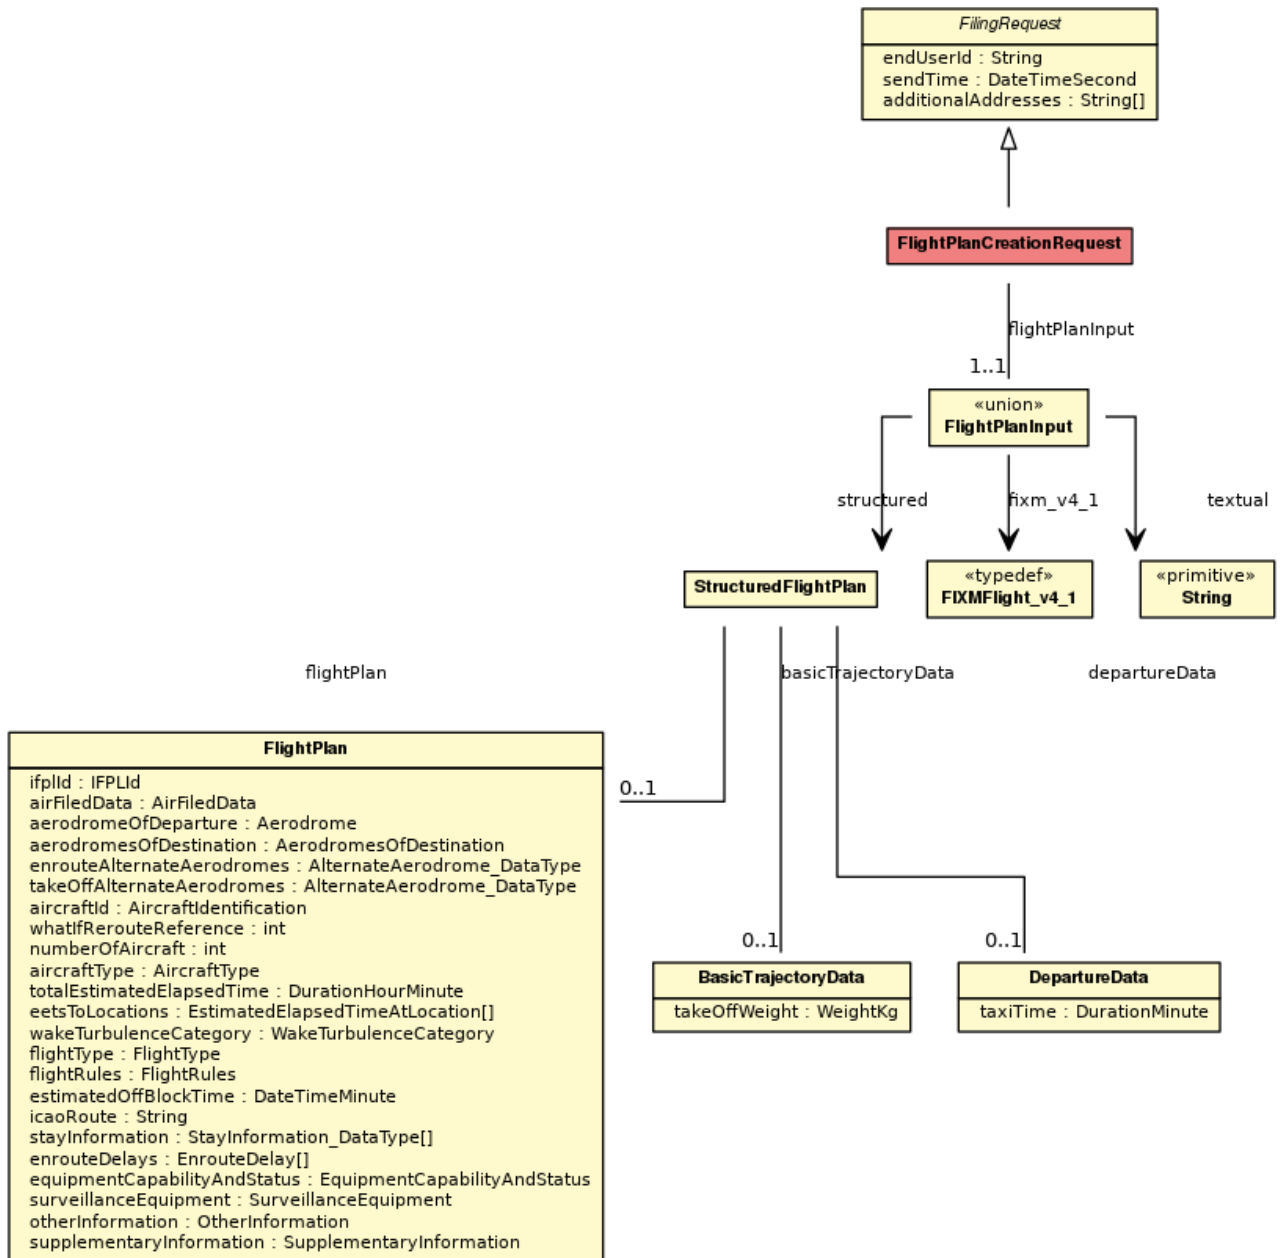 FilingRequest
endUserId : String
sendTime : DateTimeSecond
additionalAddresses : String[]
FlightPlanCreationRequest
flightPlanInput
1..1
«union»
FlightPlanInput
structured
fixm_v4_1
textual
StructuredFlightPlan
«typedef»
FIXMFlight_v4_1
«primitive»
String
flightPlan
basicTrajectoryData
departureData
FlightPlan
ifplId : IFPLId
airFiledData : AirFiledData
aerodromeOfDeparture : Aerodrome
aerodromesOfDestination : AerodromesOfDestination
enrouteAlternateAerodromes : AlternateAerodrome_DataType
takeOffAlternateAerodromes : AlternateAerodrome_DataType
aircraftId : AircraftIdentification
whatIfRerouteReference : int
numberOfAircraft : int
aircraftType : AircraftType
totalEstimatedElapsedTime : DurationHourMinute
eetsToLocations : EstimatedElapsedTimeAtLocation[]
wakeTurbulenceCategory : WakeTurbulenceCategory
flightType : FlightType
flightRules : FlightRules
estimatedOffBlockTime : DateTimeMinute
icaoRoute : String
stayInformation : StayInformation_DataType[]
enrouteDelays : EnrouteDelay[]
equipmentCapabilityAndStatus : EquipmentCapabilityAndStatus
surveillanceEquipment : SurveillanceEquipment
otherInformation : OtherInformation
supplementaryInformation : SupplementaryInformation
0..1
0..1
BasicTrajectoryData
takeOffWeight : WeightKg
0..1
DepartureData
taxiTime : DurationMinute